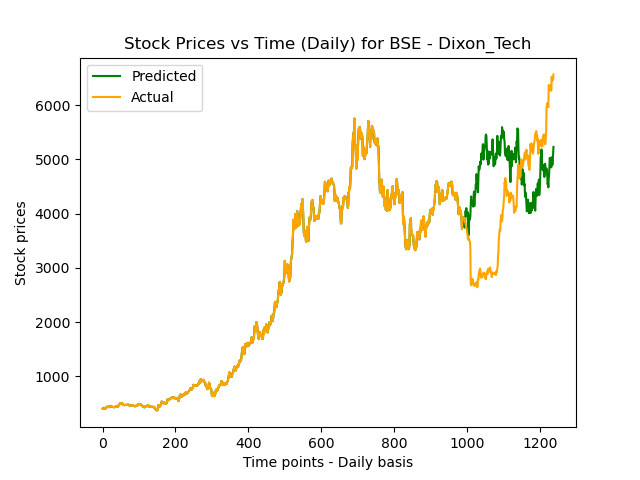 Stock Prices vs Time (Daily) for BSE - Dixon_Tech
Predicted
Actual
Stock prices
6000
5000
4000
3000
2000
1000
0 200 400 600 800 1000 1200
Time points - Daily basis